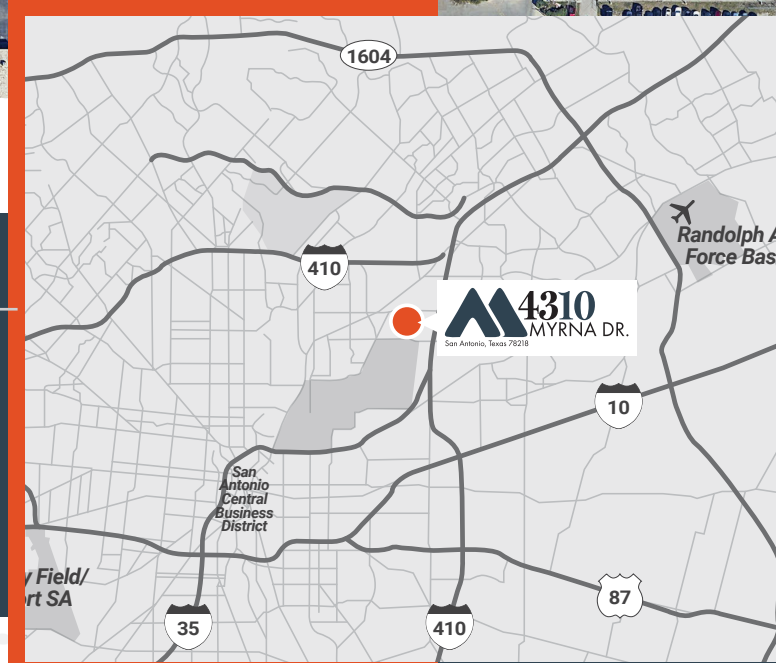 1604
Randolph A
Force Bas
410
4310
MYRNA DR.
San Antonio, Texas 78218
10
San
Antonio
Central
Business
District
y Field/
rt SA
87
35
410